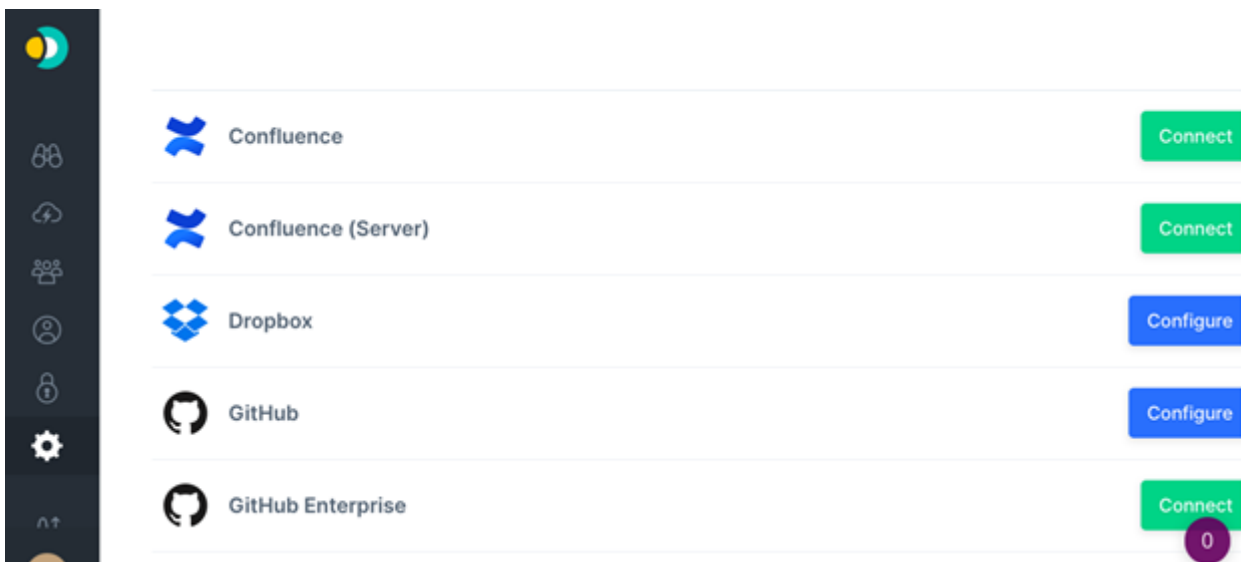 Confluence
Connect
Confluence (Server)
Connect
Dropbox
Configure
GitHub
Configure
GitHub Enterprise
Connect
0